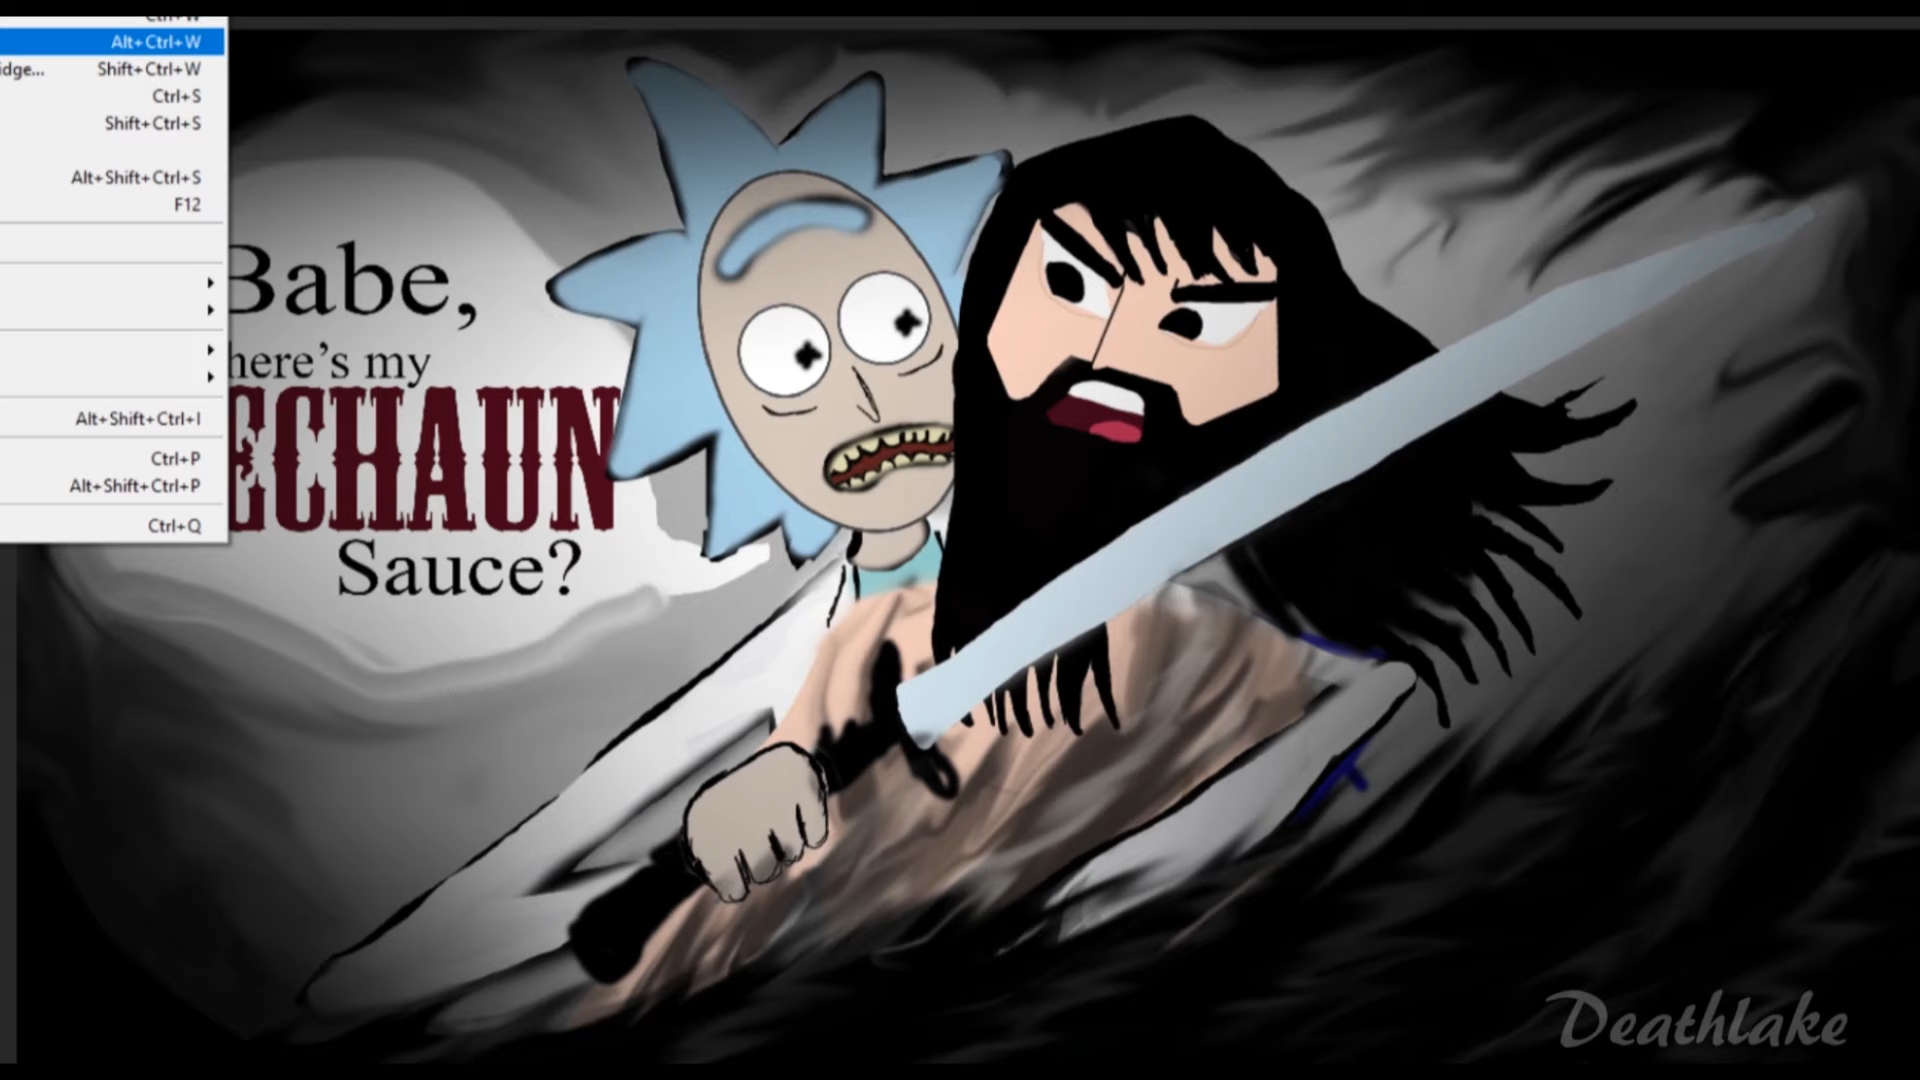 Ctrl+W
Alt+Ctrl+W
idge... Shift+Ctrl+W
Ctrl+S
Shift+Ctrl+S
Alt+Shift+Ctrl+S
F12
Alt+Shift+Ctrl+I
Ctrl+P
Alt+Shift+Ctrl+P
Ctrl+Q
Babe,
here's my
ECHAUN
Sauce?
Deathlake